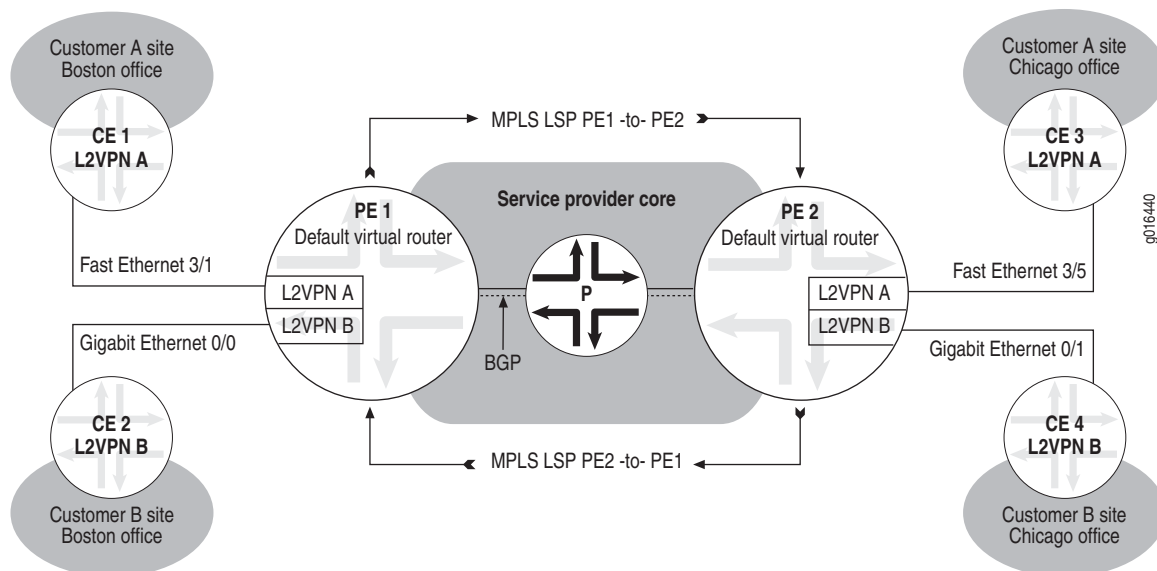 Customer A site
Boston office
CE 1
L2VPN A
Customer A site
Chicago office
CE 3
L2VPN A
MPLS LSP PE1 -to- PE2
Service provider core
PE 1
Default virtual router
PE 2
Default virtual router
P
Fast Ethernet 3/1
L2VPN A
L2VPN B
Gigabit Ethernet 0/0
BGP
L2VPN A
L2VPN B
Fast Ethernet 3/5
Gigabit Ethernet 0/1
CE 2
L2VPN B
Customer B site
Boston office
MPLS LSP PE2 -to- PE1
CE 4
L2VPN B
Customer B site
Chicago office
g016440